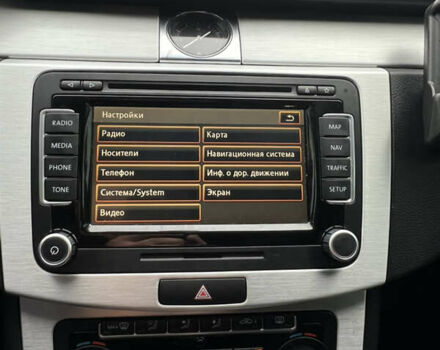 Настройки
RADIO
MEDIA
PHONE
TONE
Радио
Карта
Носители
Навигационная система
Телефон
Инф. о дор. движении
Система/System
Экран
Видео
MAP
NAV
TRAFFIC
SETUP